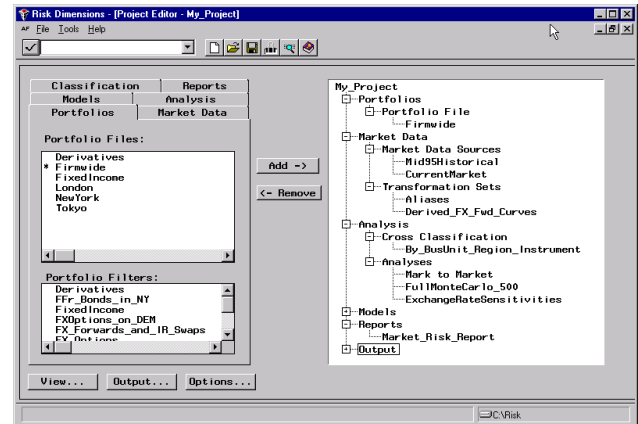 Risk Dimensions - [Project Editor - My_Project]
File Tools Help
Classification Reports
Models Analysis
Portfolios Market Data
Portfolio Files:
Derivatives
* Firmwide
FixedIncome
London
NewYork
Tokyo
Portfolio Filters:
Derivatives
FFr_Bonds_in_NY
FixedIncome
FXOptions_on_DEM
FX_Forwards_and_IR_Swaps
FX_Options
Add ->
<- Remove
My_Project
Portfolios
Portfolio File
Firmwide
Market Data
Market Data Sources
Mid95Historical
CurrentMarket
Transformation Sets
Aliases
Derived_FX_Fwd_Curves
Analysis
Cross Classification
By_BusUnit_Region_Instrument
Analyses
Mark to Market
FullMonteCarlo_500
ExchangeRateSensitivities
Models
Reports
Market_Risk_Report
Output
View... Output... Options...
C:\Risk